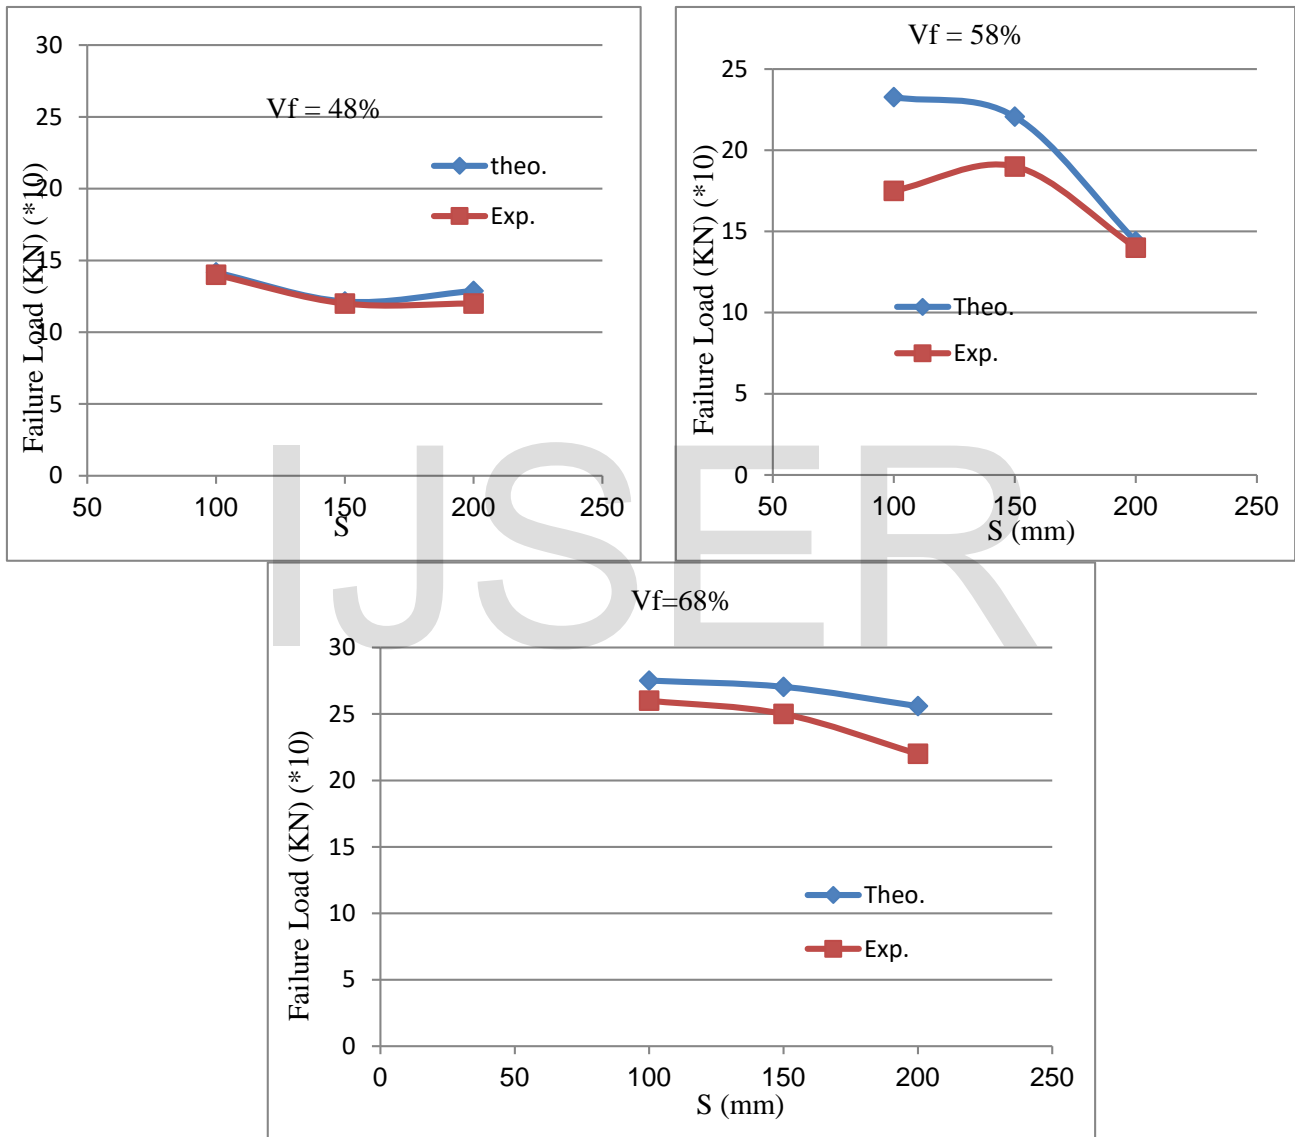 Vf = 48%
Failure Load (KN) (*10)
30
25
20
15
10
5
0
50
100
150
200
250
S
theo.
Exp.
Vf = 58%
Failure Load (KN) (*10)
25
20
15
10
5
0
50
100
150
200
250
S (mm)
Theo.
Exp.
IJSER
Vf=68%
Failure Load (KN) (*10)
30
25
20
15
10
5
0
0
50
100
150
200
250
S (mm)
Theo.
Exp.